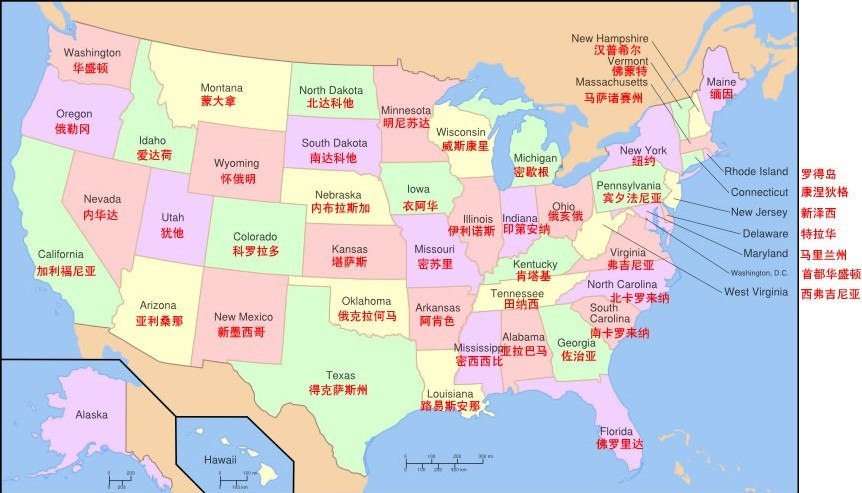 New Hampshire
汉普希尔
Vermont
佛蒙特
Massachusetts
马萨诸赛州
Washington
华盛顿
Montana
蒙大拿
North Dakota
北达科他
Minnesota
明尼苏达
Maine
缅因
Oregon
俄勒冈
Idaho
爱达荷
South Dakota
南达科他
Wisconsin
威斯康星
Michigan
密歇根
New York
纽约
Wyoming
怀俄明
Rhode Island 罗得岛
Connecticut 康涅狄格
New Jersey 新泽西
Delaware 特拉华
Maryland 马里兰州
Washington, D.C. 首都华盛顿
West Virginia 西弗吉尼亚
Nevada
内华达
Utah
犹他
Nebraska
内布拉斯加
Iowa
衣阿华
Illinois
伊利诺斯
Indiana
印第安纳
Ohio
俄亥俄
Pennsylvania
宾夕法尼亚
California
加利福尼亚
Colorado
科罗拉多
Kansas
堪萨斯
Missouri
密苏里
Kentucky
肯塔基
Virginia
弗吉尼亚
Arizona
亚利桑那
New Mexico
新墨西哥
Oklahoma
俄克拉何马
Arkansas
阿肯色
Tennessee
田纳西
North Carolina
北卡罗来纳
South
Carolina
南卡罗来纳
Texas
得克萨斯州
Louisiana
路易斯安那
Mississippi
密西西比
Alabama
亚拉巴马
Georgia
佐治亚
Florida
佛罗里达
Alaska
Hawaii